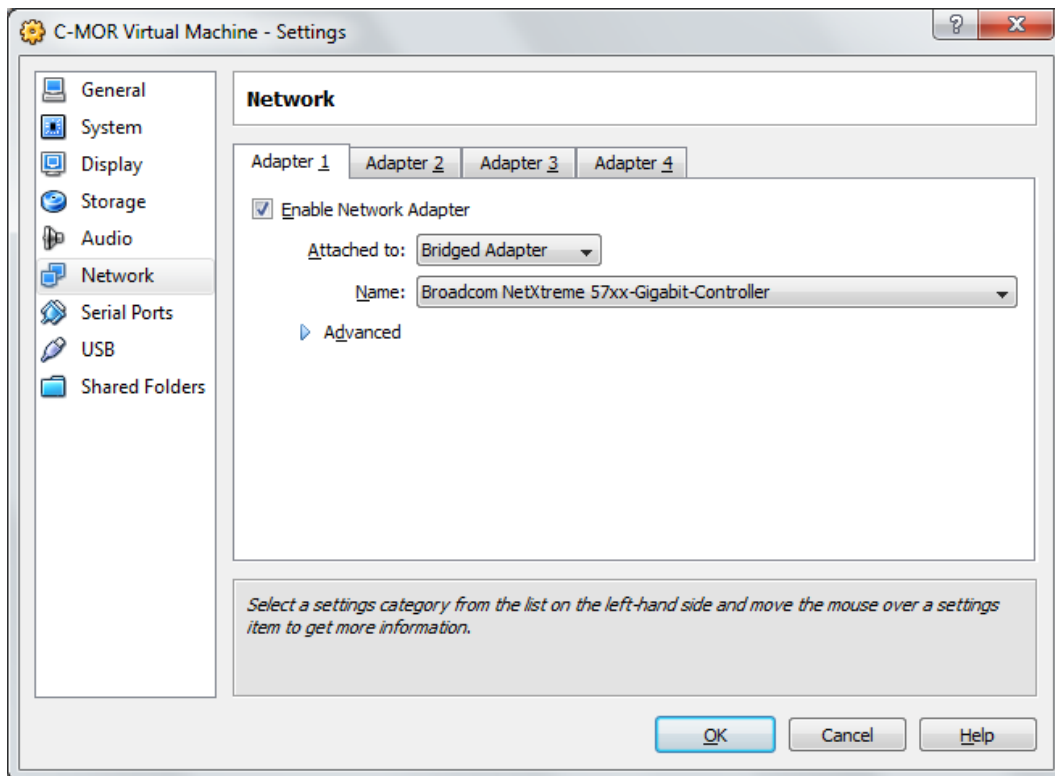 C-MOR Virtual Machine - Settings
General
System
Display
Storage
Audio
Network
Serial Ports
USB
Shared Folders
Network
Adapter 1 Adapter 2 Adapter 3 Adapter 4
Enable Network Adapter
Attached to: Bridged Adapter
Name: Broadcom NetXtreme 57xx-Gigabit-Controller
Advanced
Select a settings category from the list on the left-hand side and move the mouse over a settings
item to get more information.
OK Cancel Help